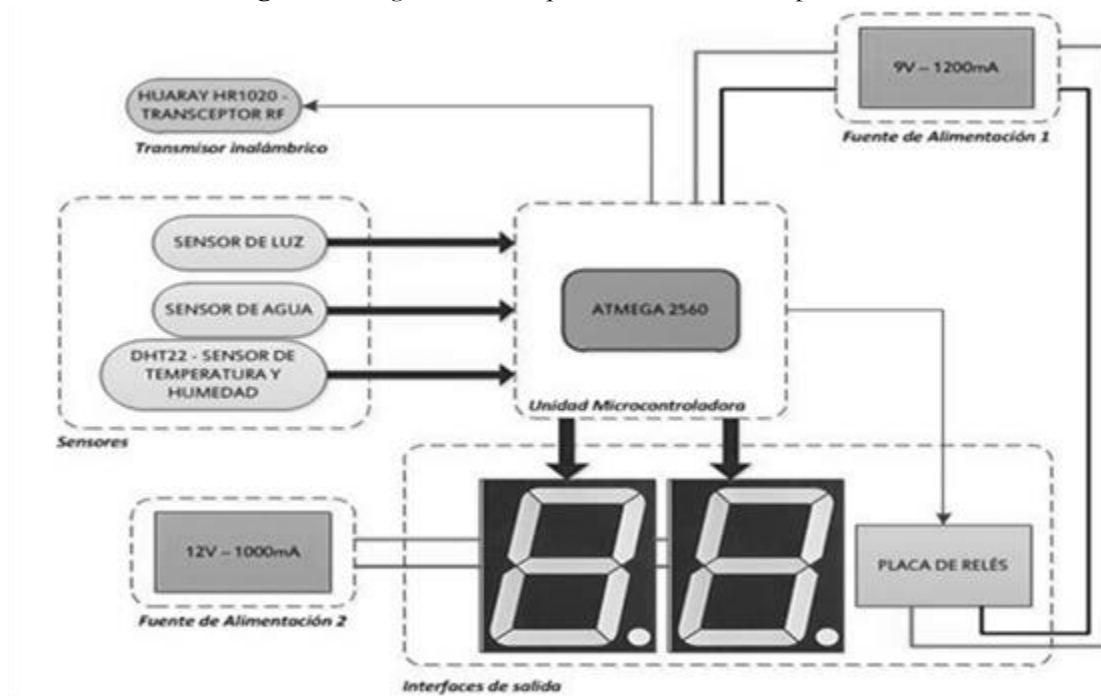 9V – 1200mA
Fuente de Alimentación 1
HUARAY HR1020 -
TRANSCEPTOR RF
Transmisor inalámbrico
SENSOR DE LUZ
SENSOR DE AGUA
DHT22 - SENSOR DE
TEMPERATURA Y
HUMEDAD
Sensores
ATMEGA 2560
Unidad Microcontroladora
12V – 1000mA
Fuente de Alimentación 2
PLACA DE RELÉS
Interfaces de salida